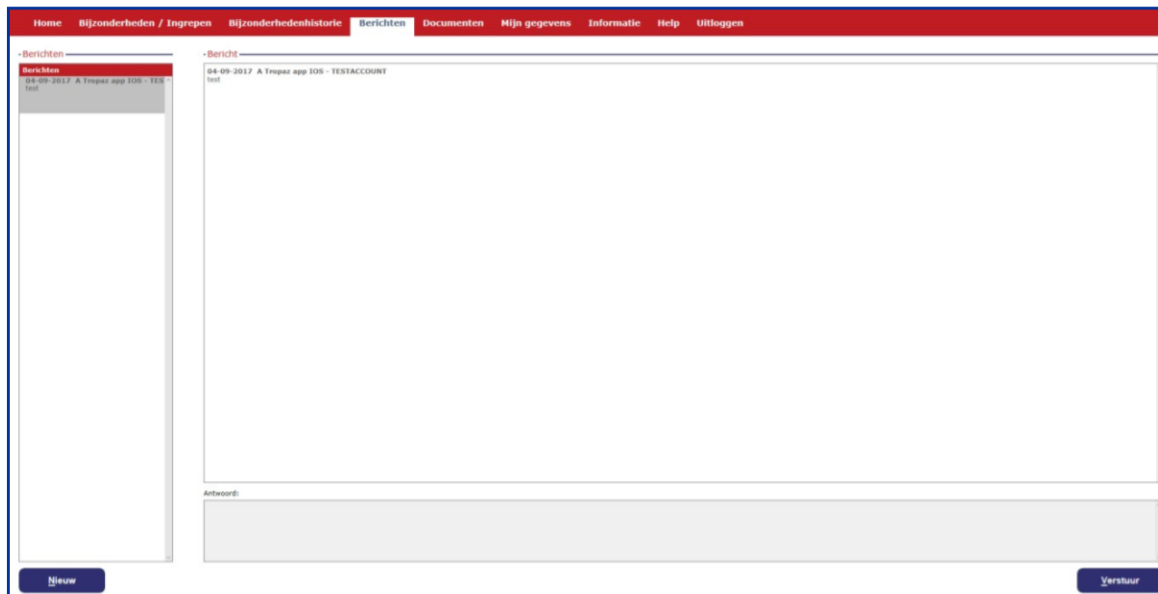 Home Bijzonderheden / Ingrepen Bijzonderhedenhistorie Berichten Documenten Mijn gegevens Informatie Help Uitloggen
Berichten
Berichten
04-09-2017 A Tropaz app IOS - TES
test
Bericht
04-09-2017 A Tropaz app IOS - TESTACCOUNT
test
Antwoord:
Nieuw
Verstuur